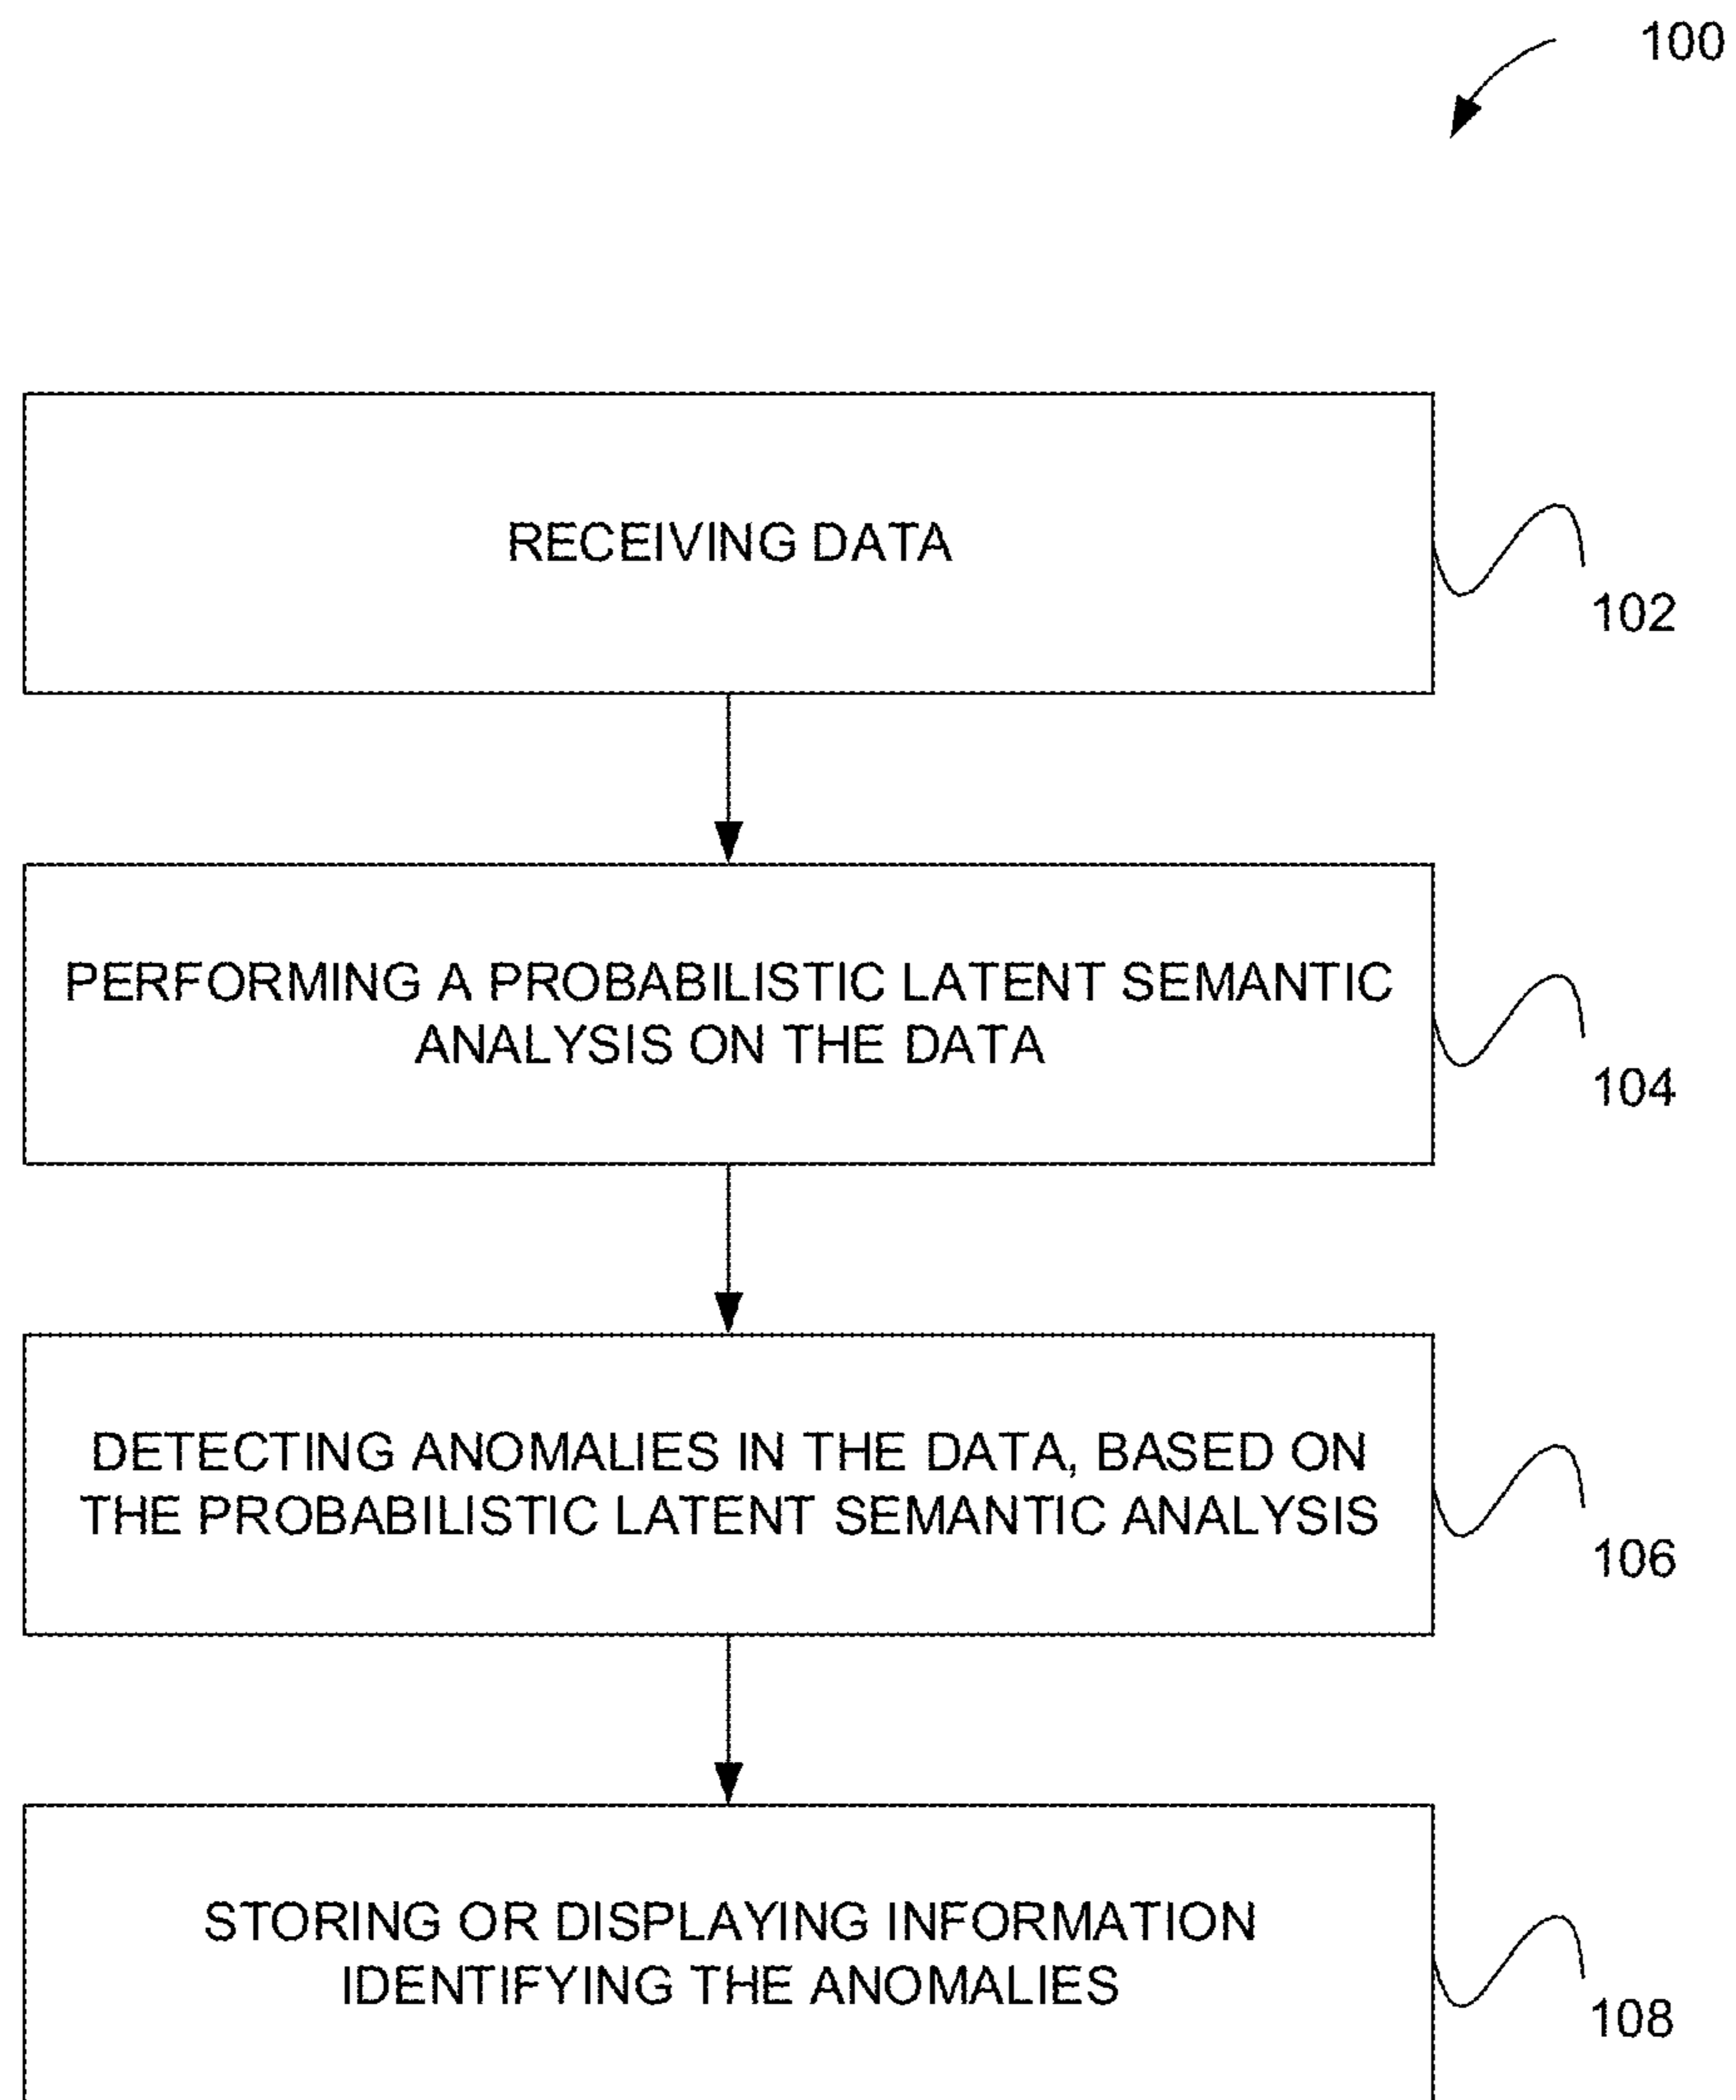 100
RECEIVING DATA
102
PERFORMING A PROBABILISTIC LATENT SEMANTIC
ANALYSIS ON THE DATA
104
DETECTING ANOMALIES IN THE DATA, BASED ON
THE PROBABILISTIC LATENT SEMANTIC ANALYSIS
106
STORING OR DISPLAYING INFORMATION
IDENTIFYING THE ANOMALIES
108